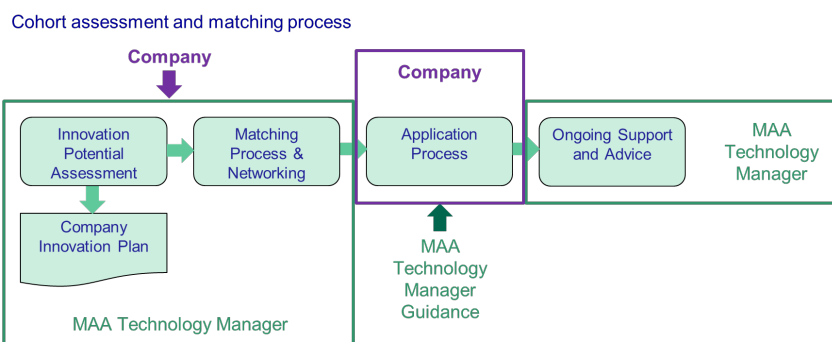 Cohort assessment and matching process
Company
Company
Innovation
Potential
Assessment
Matching
Process &
Networking
Application
Process
Ongoing Support
and Advice
MAA
Technology
Manager
Company
Innovation Plan
MAA
Technology
Manager
Guidance
MAA Technology Manager